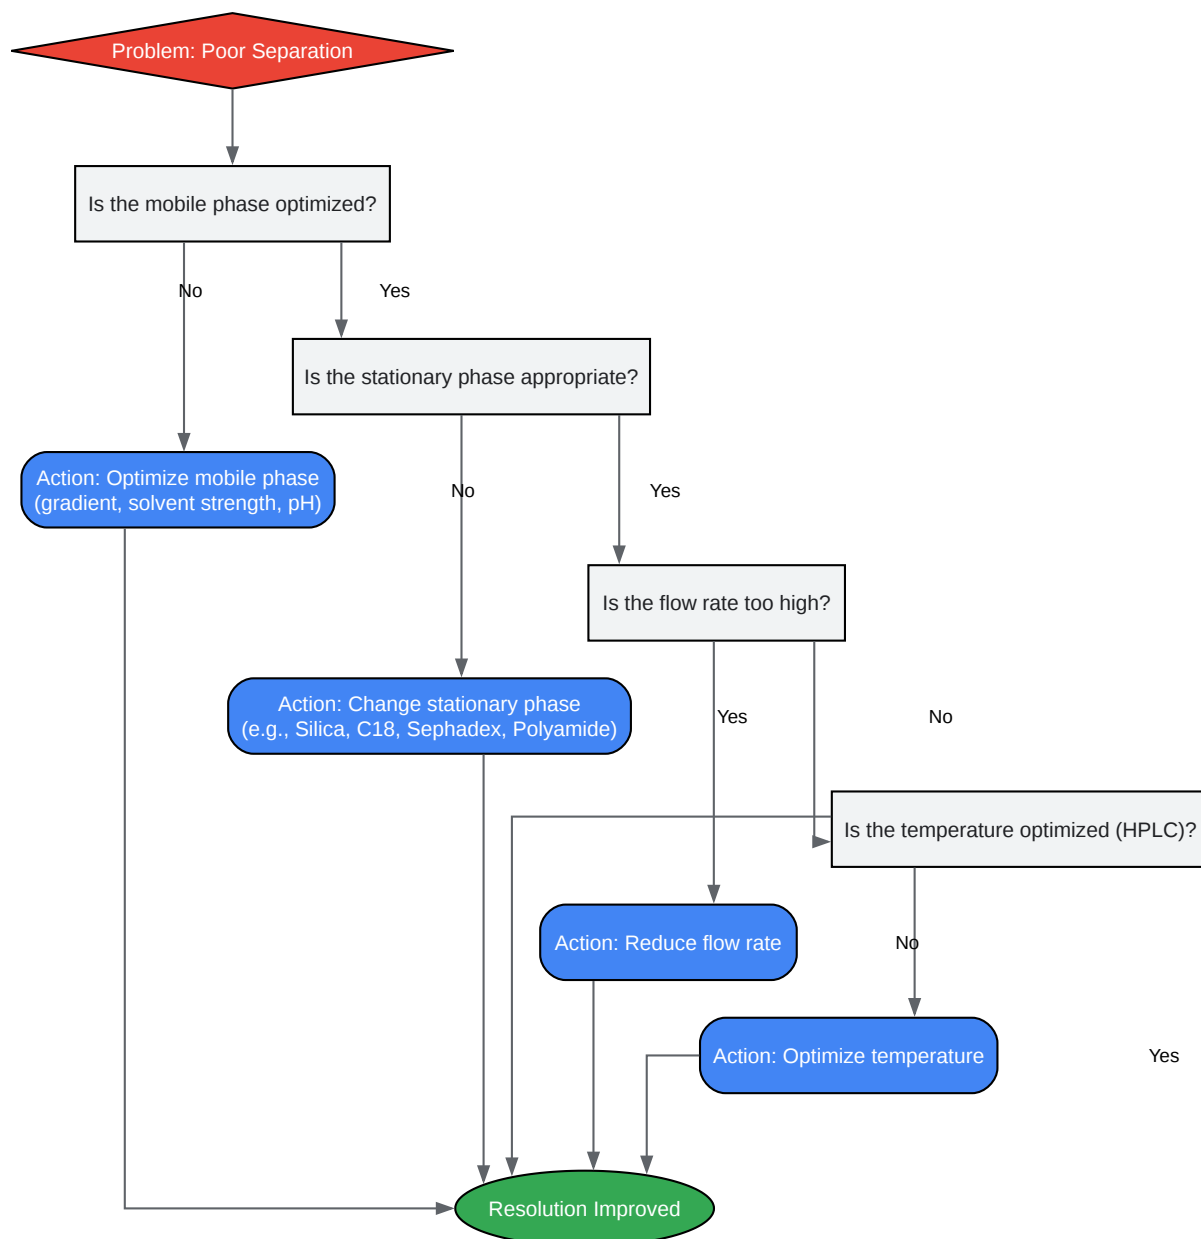 Problem: Poor Separation
Is the mobile phase optimized?
No
Yes
Is the stationary phase appropriate?
Action: Optimize mobile phase
(gradient, solvent strength, pH)
No
Yes
Is the flow rate too high?
Action: Change stationary phase
(e.g., Silica, C18, Sephadex, Polyamide)
Yes
No
Is the temperature optimized (HPLC)?
Action: Reduce flow rate
No
Action: Optimize temperature
Yes
Resolution Improved